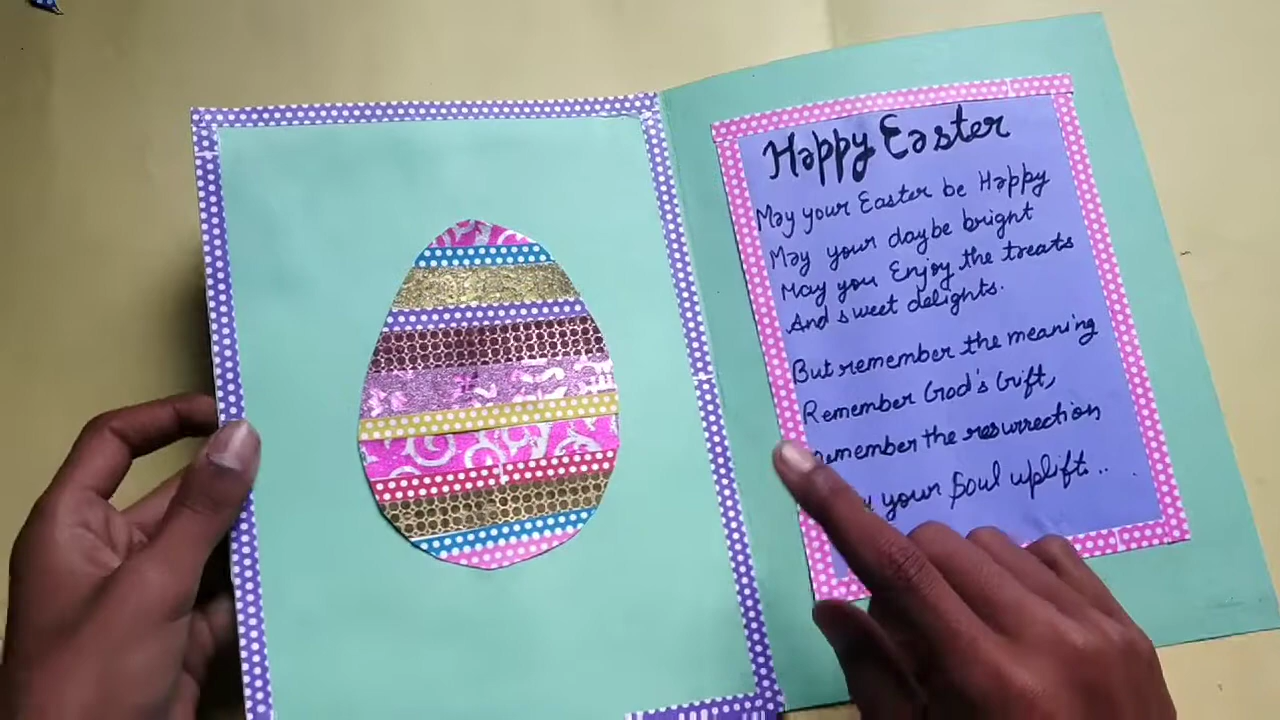 Happy Easter
May your Easter be Happy
May your day be bright
May you Enjoy the treats
And sweet delights.
But remember the meaning
Remember God's Gift,
the resurrection
your Soul uplift..